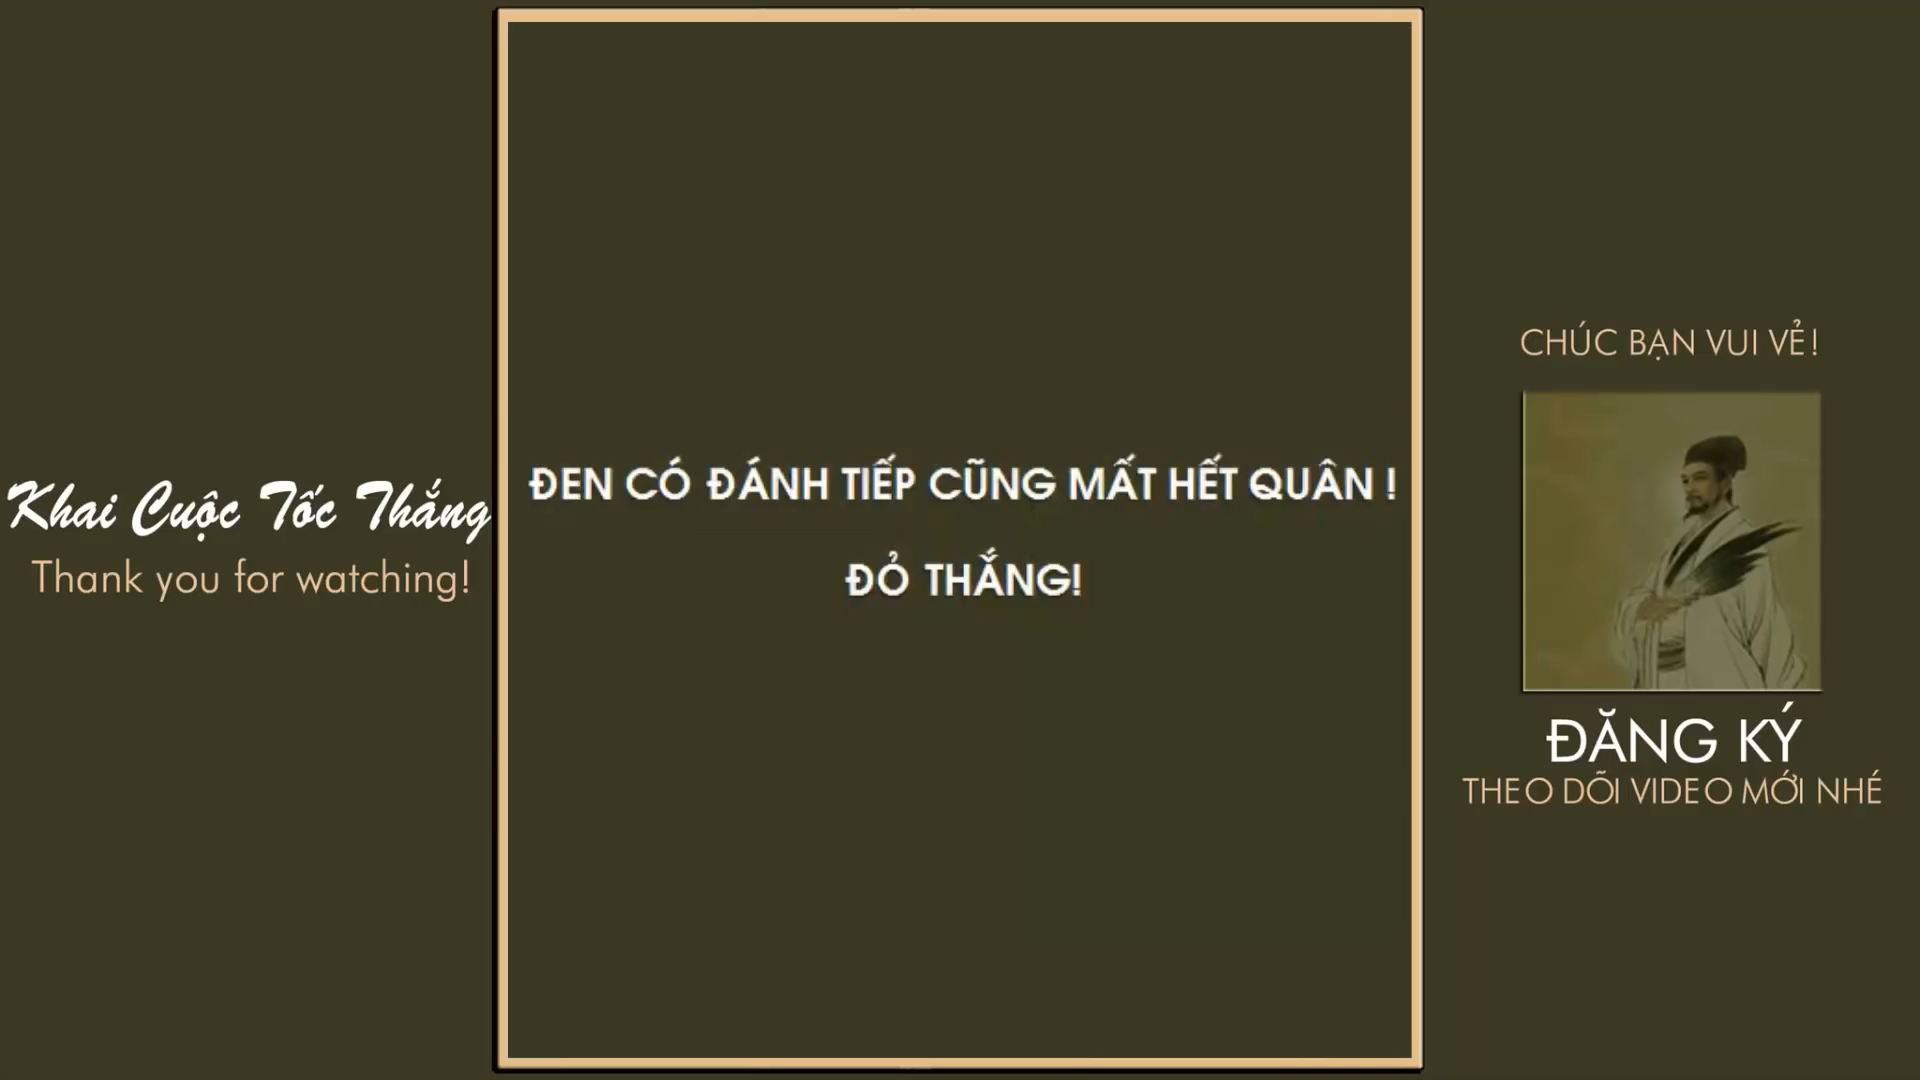 Khai Cuộc Tốc Thắng
Thank you for watching!
ĐEN CÓ ĐÁNH TIẾP CŨNG MẤT HẾT QUÂN !
ĐỎ THẮNG!
CHÚC BẠN VUI VẺ!
ĐĂNG KÝ
THEO DÕI VIDEO MỚI NHÉ